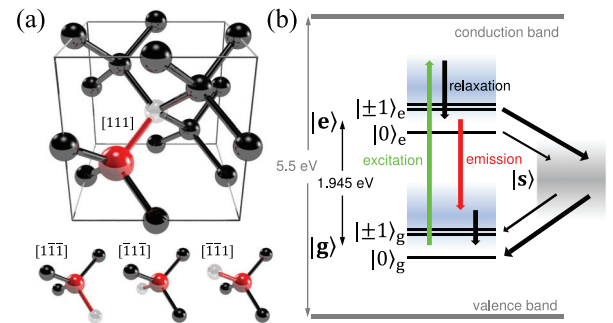 (a)
[111]
[11̅1̅]
[1̅11̅]
[1̅1̅1]
(b)
conduction band
relaxation
|±1⟩e
|0⟩e
|e⟩
excitation
emission
|s⟩
5.5 eV
1.945 eV
|±1⟩g
|g⟩
|0⟩g
valence band